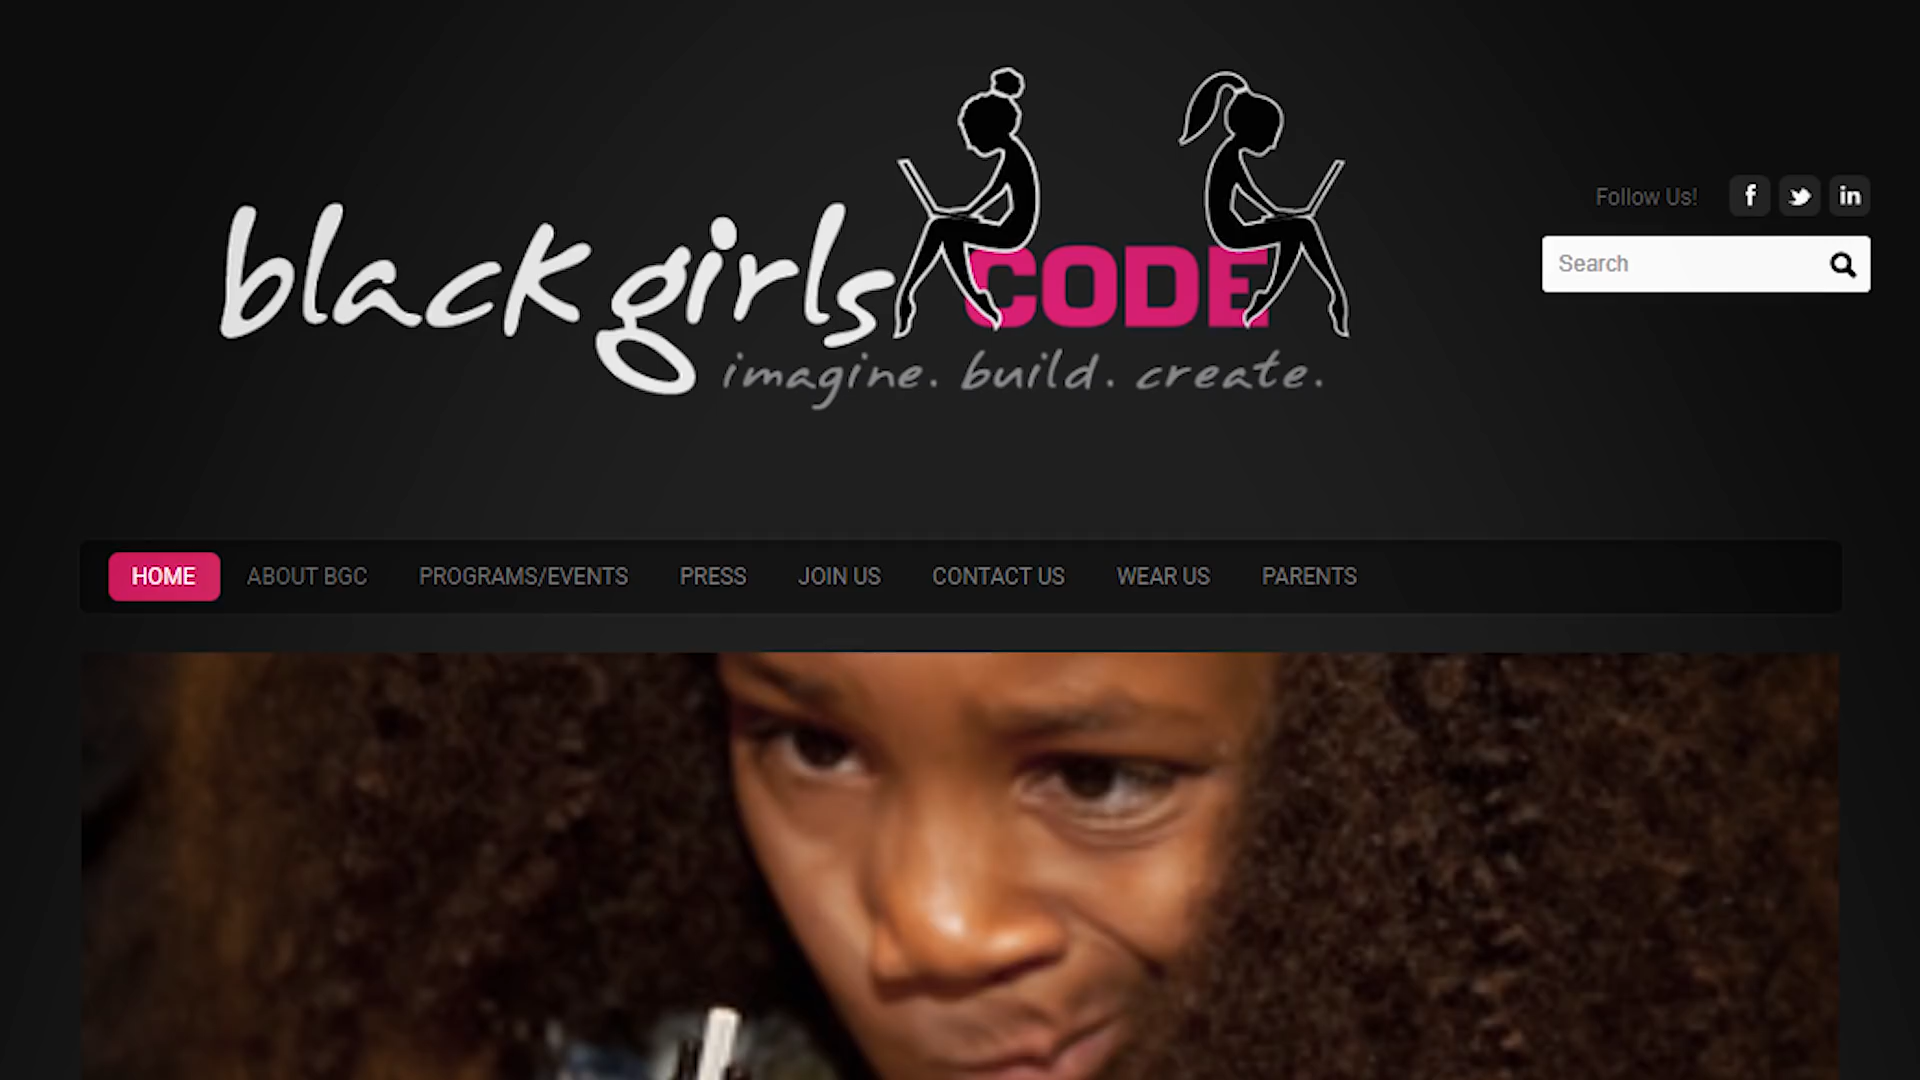 black girls CODE
imagine. build. create.
Follow Us! f in
Search
HOME ABOUT BGC PROGRAMS/EVENTS PRESS JOIN US CONTACT US WEAR US PARENTS